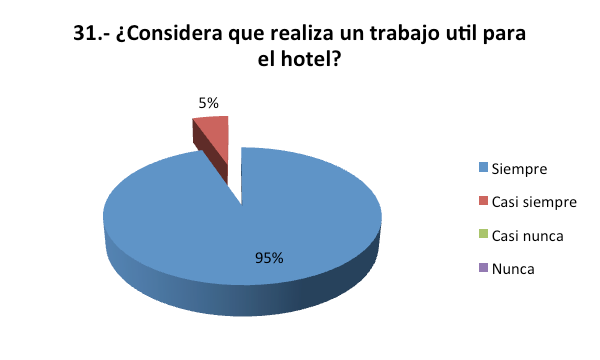 31.- ¿Considera que realiza un trabajo util para
el hotel?
5%
95%
Siempre
Casi siempre
Casi nunca
Nunca